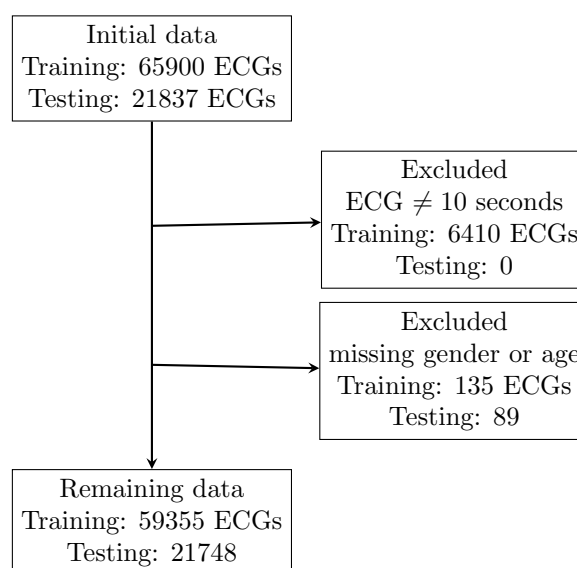 Initial data
Training: 65900 ECGs
Testing: 21837 ECGs
Excluded
ECG ≠ 10 seconds
Training: 6410 ECGs
Testing: 0
Excluded
missing gender or age
Training: 135 ECGs
Testing: 89
Remaining data
Training: 59355 ECGs
Testing: 21748